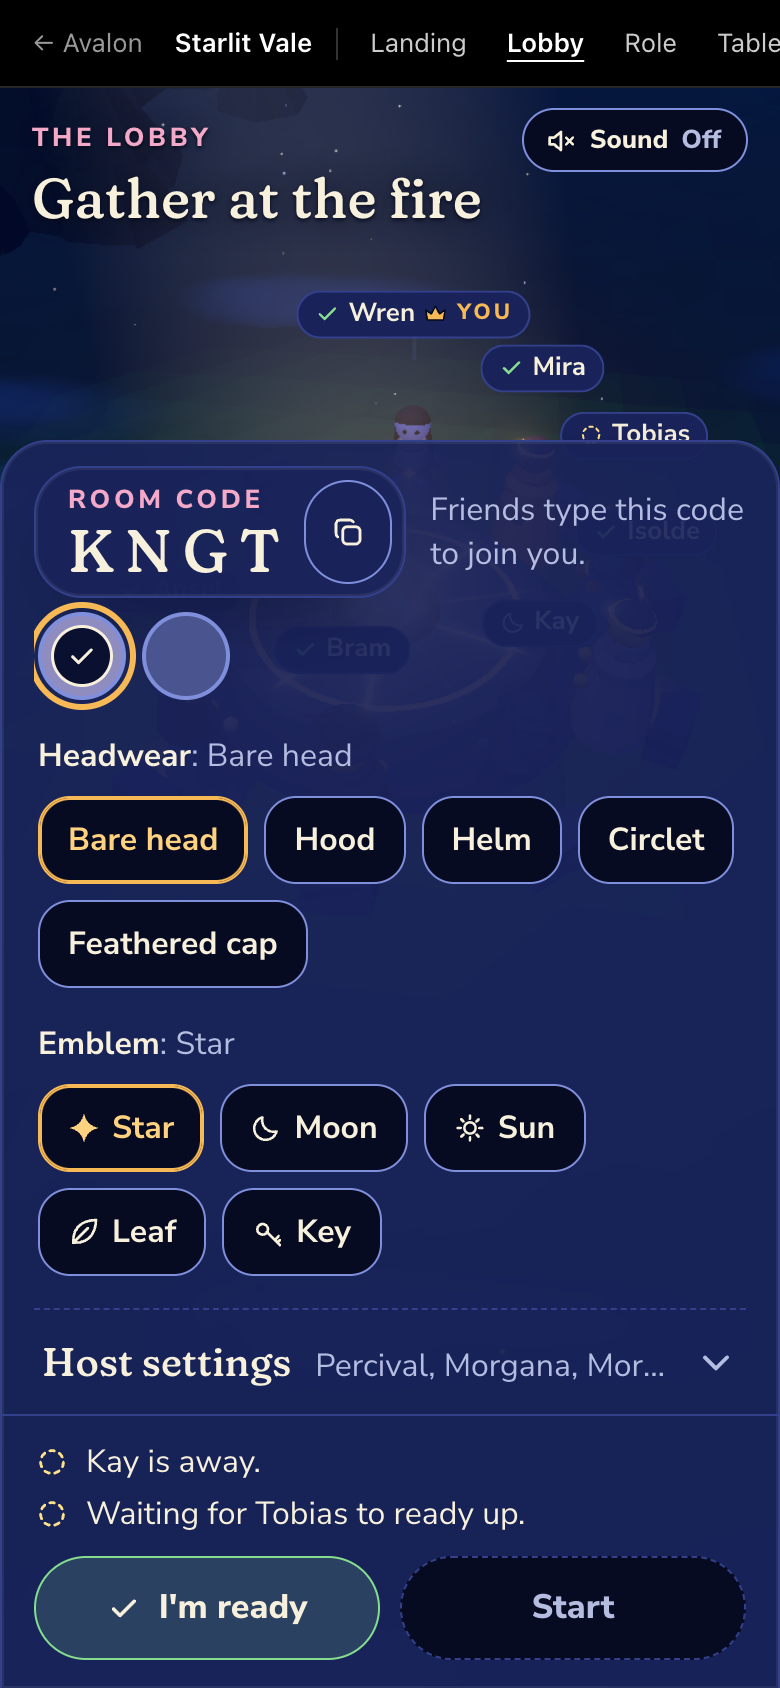 ← Avalon Starlit Vale Landing Lobby Role Table
THE LOBBY
Sound Off
Gather at the fire
Wren YOU
Mira
Tobias
ROOM CODE
KNGT
Friends type this code
to join you.
Isolde
Kay
Bram
Headwear: Bare head
Bare head Hood Helm Circlet
Feathered cap
Emblem: Star
Star Moon Sun
Leaf Key
Host settings Percival, Morgana, Mor...
Kay is away.
Waiting for Tobias to ready up.
I'm ready Start